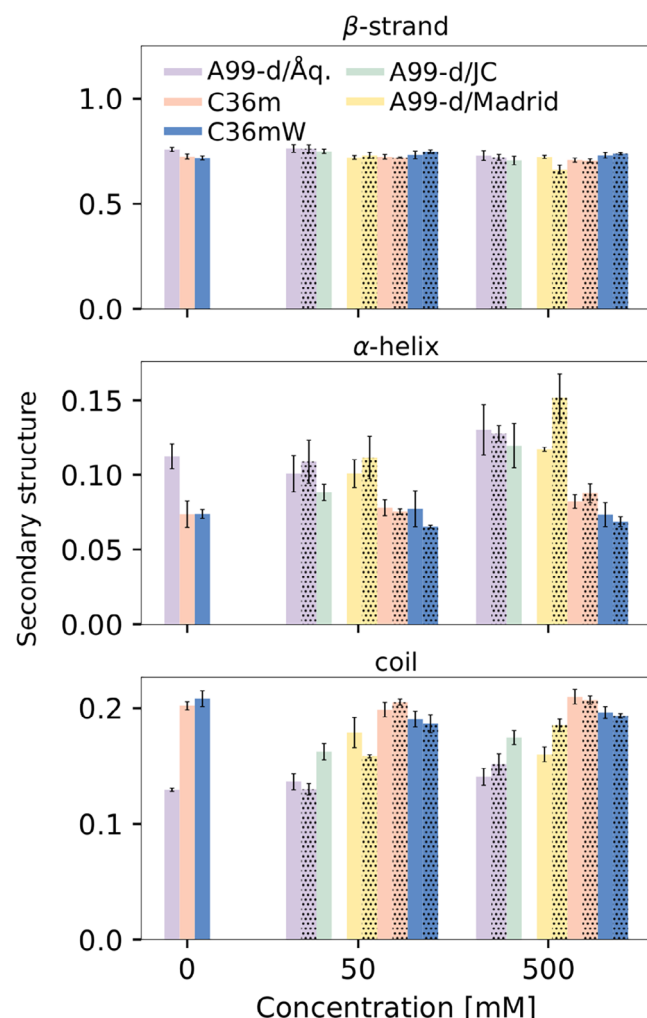 β-strand
A99-d/Åq. A99-d/JC
C36m A99-d/Madrid
C36mW
1.0
0.5
0.0
α-helix
0.15
0.10
0.05
0.00
Secondary structure
coil
0.2
0.1
0.0
0 50 500
Concentration [mM]